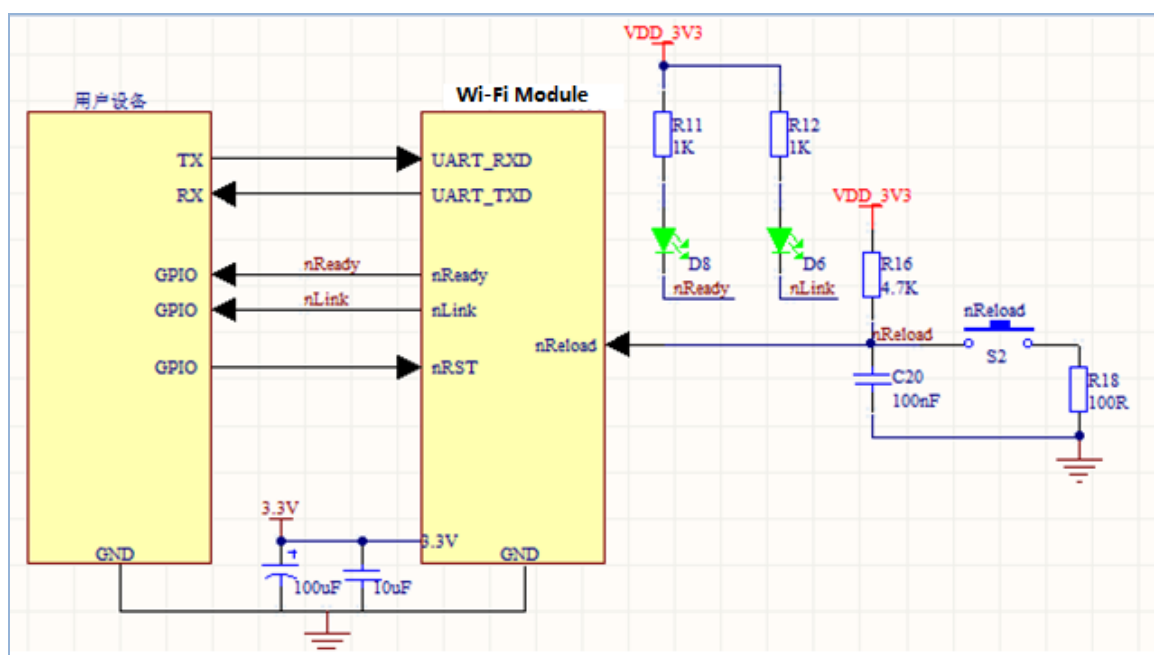 VDD_3V3
用户设备
Wi-Fi Module
R11
1K
R12
1K
TX
UART_RXD
RX
UART_TXD
VDD_3V3
D8
D6
R16
4.7K
GPIO
nReady
nReady
nReady
nLink
GPIO
nLink
nLink
nReload
nReload
nReload
S2
GPIO
nRST
C20
100nF
R18
100R
3.3V
3.3V
GND
GND
+
100uF
10uF